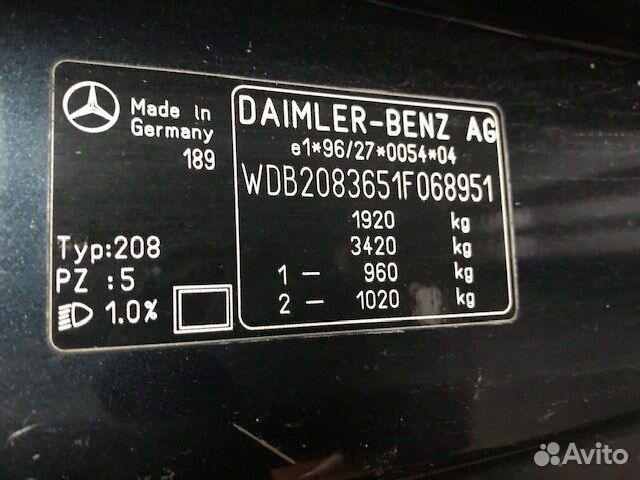 Made in
Germany
189
Typ:208
PZ :5
1.0%
DAIMLER-BENZ AG
e1*96/27*0054*04
WDB2083651F068951
1920 kg
3420 kg
1 – 960 kg
2 – 1020 kg
Avito